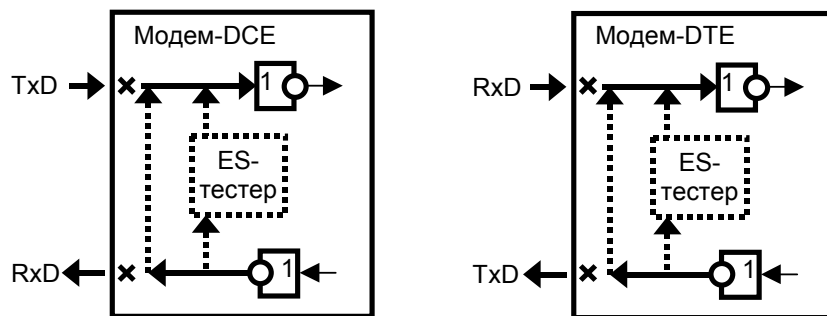 Модем-DCE
TxD
1
ES-
тестер
RxD
1
Модем-DTE
RxD
1
ES-
тестер
TxD
1